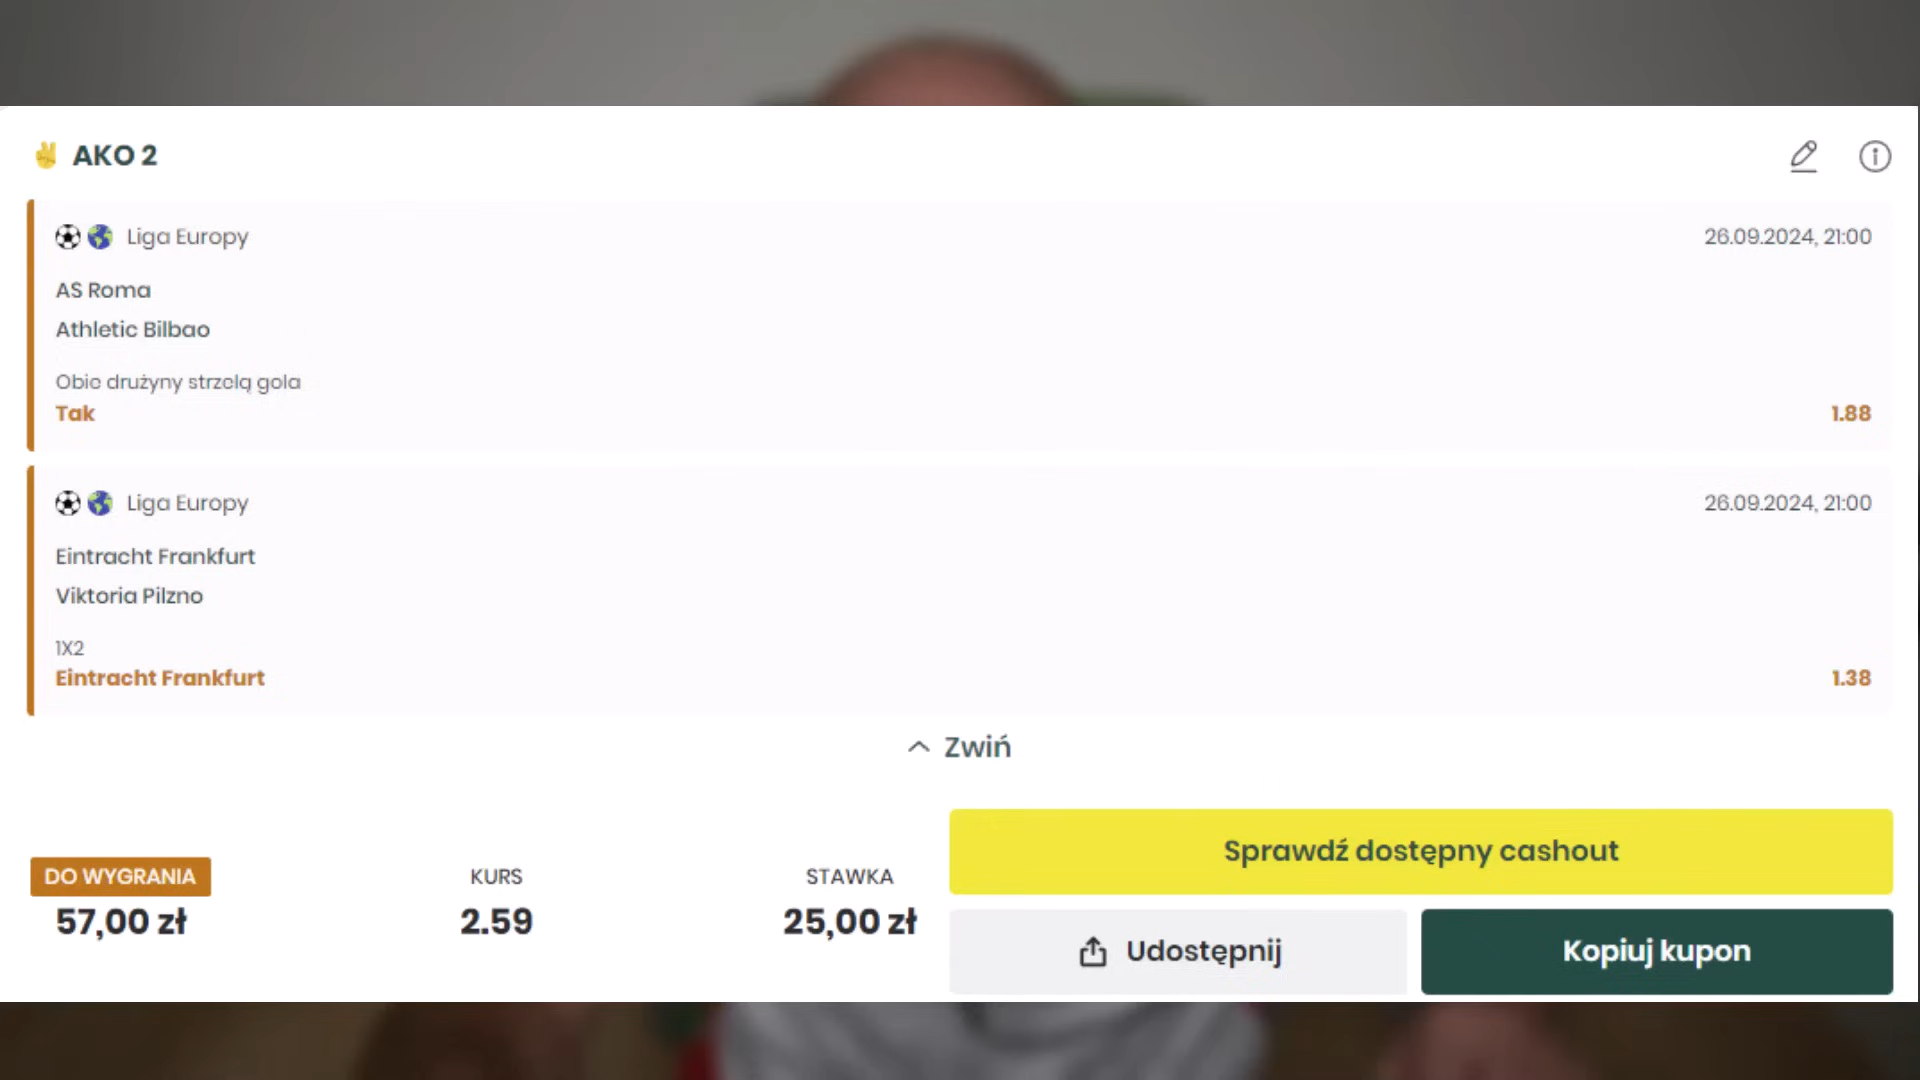 AKO 2
Liga Europy
26.09.2024, 21:00
AS Roma
Athletic Bilbao
Obie drużyny strzelą gola
Tak
1.88
Liga Europy
26.09.2024, 21:00
Eintracht Frankfurt
Viktoria Pilzno
1X2
Eintracht Frankfurt
1.38
Zwiń
DO WYGRANIA
57,00 zł
KURS
2.59
STAWKA
25,00 zł
Sprawdź dostępny cashout
Udostępnij
Kopiuj kupon